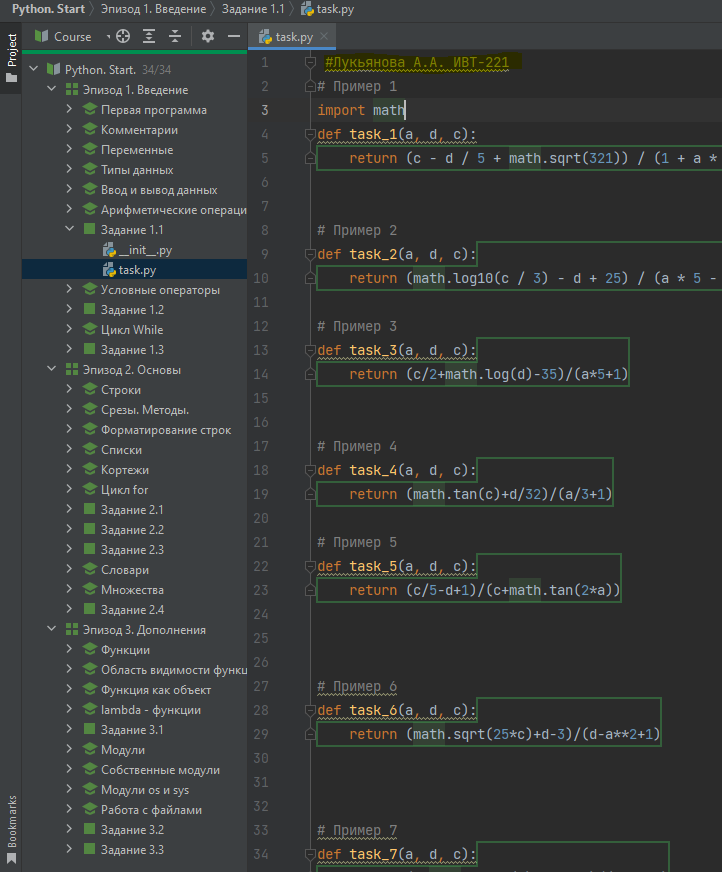 Python. Start
Эпизод 1. Введение
Задание 1.1
task.py
Project
Course
task.py
Python. Start. 34/34
Эпизод 1. Введение
Первая программа
Комментарии
Переменные
Типы данных
Ввод и вывод данных
Арифметические операци
Задание 1.1
__init__.py
task.py
Условные операторы
Задание 1.2
Цикл While
Задание 1.3
Эпизод 2. Основы
Строки
Срезы. Методы.
Форматирование строк
Списки
Кортежи
Цикл for
Задание 2.1
Задание 2.2
Задание 2.3
Словари
Множества
Задание 2.4
Эпизод 3. Дополнения
Функции
Область видимости функц
Функция как объект
lambda - функции
Задание 3.1
Модули
Собственные модули
Модули os и sys
Работа с файлами
Задание 3.2
Задание 3.3
Bookmarks
1 #Лукьянова А.А. ИВТ-221
2 # Пример 1
3 import math
4 def task_1(a, d, c):
5 return (c - d / 5 + math.sqrt(321)) / (1 + a *
6
7
8 # Пример 2
9 def task_2(a, d, c):
10 return (math.log10(c / 3) - d + 25) / (a * 5 -
11
12 # Пример 3
13 def task_3(a, d, c):
14 return (c/2+math.log(d)-35)/(a*5+1)
15
16
17 # Пример 4
18 def task_4(a, d, c):
19 return (math.tan(c)+d/32)/(a/3+1)
20
21 # Пример 5
22 def task_5(a, d, c):
23 return (c/5-d+1)/(c+math.tan(2*a))
24
25
26
27 # Пример 6
28 def task_6(a, d, c):
29 return (math.sqrt(25*c)+d-3)/(d-a**2+1)
30
31
32
33 # Пример 7
34 def task_7(a, d, c):